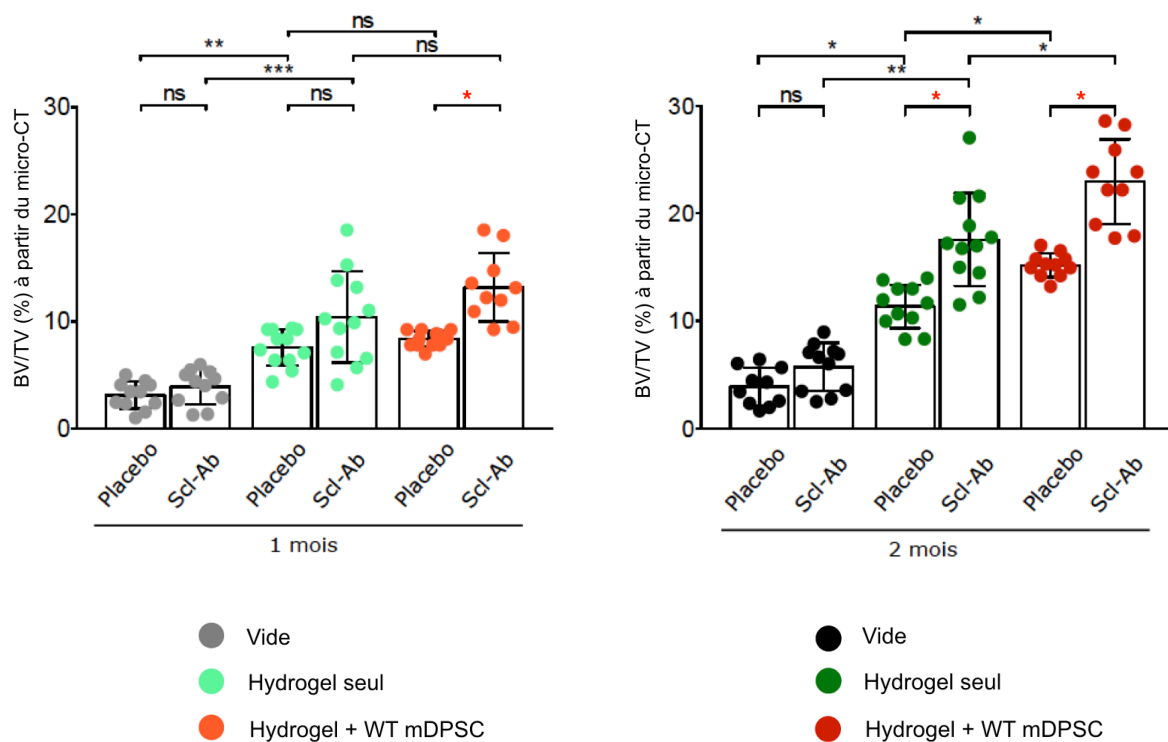 ns
** ns
***
ns ns *
BV/TV (%) à partir du micro-CT
30
20
10
0
Placebo Scl-Ab Placebo Scl-Ab Placebo Scl-Ab
1 mois
Vide
Hydrogel seul
Hydrogel + WT mDPSC
*
* *
**
ns * *
BV/TV (%) à partir du micro-CT
30
20
10
0
Placebo Scl-Ab Placebo Scl-Ab Placebo Scl-Ab
2 mois
Vide
Hydrogel seul
Hydrogel + WT mDPSC